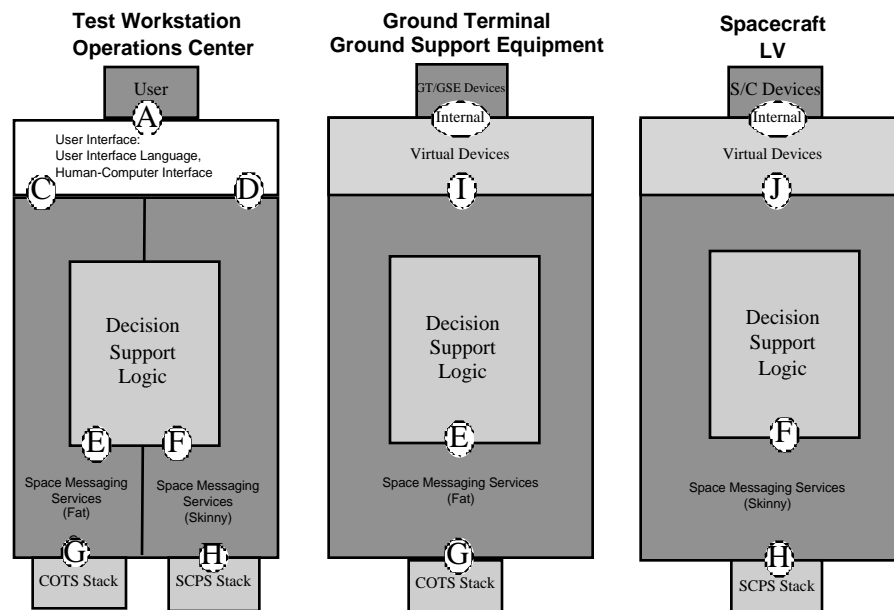 Test Workstation
Operations Center
User
A
User Interface:
User Interface Language,
Human-Computer Interface
C
D
Decision
Support
Logic
E
F
Space Messaging
Services
(Fat)
Space Messaging
Services
(Skinny)
G
H
COTS Stack
SCPS Stack
Ground Terminal
Ground Support Equipment
GT/GSE Devices
Internal
Virtual Devices
I
Decision
Support
Logic
E
Space Messaging Services
(Fat)
G
COTS Stack
Spacecraft
LV
S/C Devices
Internal
Virtual Devices
J
Decision
Support
Logic
F
Space Messaging Services
(Skinny)
H
SCPS Stack